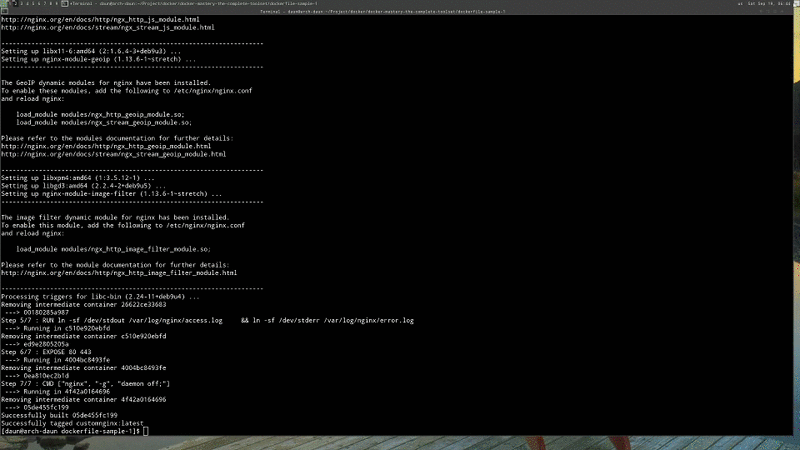 Terminal - daun@arch-daun:~/Project/docker/docker-mastery-the-complete-toolset/dockerfile-sample-1
http://nginx.org/en/docs/http/ngx_http_js_module.html
http://nginx.org/en/docs/stream/ngx_stream_js_module.html
----------------------------------------------------------------------
Setting up libx11-6:amd64 (2:1.6.4-3+deb9u3) ...
Setting up nginx-module-geoip (1.13.6-1~stretch) ...
----------------------------------------------------------------------
The GeoIP dynamic modules for nginx have been installed.
To enable these modules, add the following to /etc/nginx/nginx.conf
and reload nginx:
load_module modules/ngx_http_geoip_module.so;
load_module modules/ngx_stream_geoip_module.so;
Please refer to the modules documentation for further details:
http://nginx.org/en/docs/http/ngx_http_geoip_module.html
http://nginx.org/en/docs/stream/ngx_stream_geoip_module.html
----------------------------------------------------------------------
Setting up libxpm4:amd64 (1:3.5.12-1) ...
Setting up libgd3:amd64 (2.2.4-2+deb9u5) ...
Setting up nginx-module-image-filter (1.13.6-1~stretch) ...
----------------------------------------------------------------------
The image filter dynamic module for nginx has been installed.
To enable this module, add the following to /etc/nginx/nginx.conf
and reload nginx:
load_module modules/ngx_http_image_filter_module.so;
Please refer to the module documentation for further details:
http://nginx.org/en/docs/http/ngx_http_image_filter_module.html
----------------------------------------------------------------------
Processing triggers for libc-bin (2.24-11+deb9u4) ...
Removing intermediate container 26622ce33683
---> 00180285a987
Step 5/7 : RUN ln -sf /dev/stdout /var/log/nginx/access.log && ln -sf /dev/stderr /var/log/nginx/error.log
---> Running in c510e920ebfd
Removing intermediate container c510e920ebfd
---> ed9e2805205a
Step 6/7 : EXPOSE 80 443
---> Running in 4004bc8493fe
Removing intermediate container 4004bc8493fe
---> 0ea810ec2b1d
Step 7/7 : CMD ["nginx", "-g", "daemon off;"]
---> Running in 4f42a0164696
Removing intermediate container 4f42a0164696
---> 05de455fc199
Successfully built 05de455fc199
Successfully tagged customnginx:latest
[daun@arch-daun dockerfile-sample-1]$